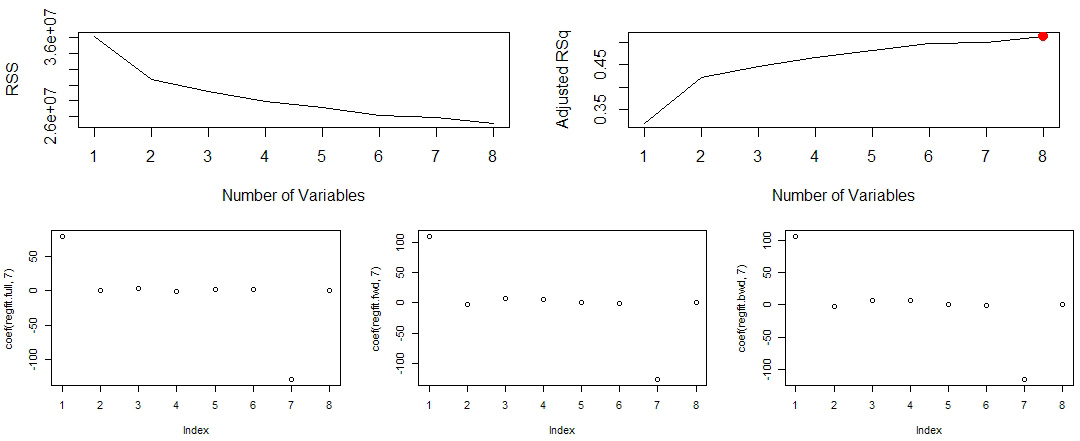 RSS
2.6e+07 3.6e+07
1 2 3 4 5 6 7 8
Number of Variables
Adjusted RSq
0.35 0.45
1 2 3 4 5 6 7 8
Number of Variables
coef(regfit.full, 7)
-100 -50 0 50
1 2 3 4 5 6 7 8
Index
coef(regfit.fwd, 7)
-100 -50 0 50 100
1 2 3 4 5 6 7 8
Index
coef(regfit.bwd, 7)
-100 -50 0 50 100
1 2 3 4 5 6 7 8
Index